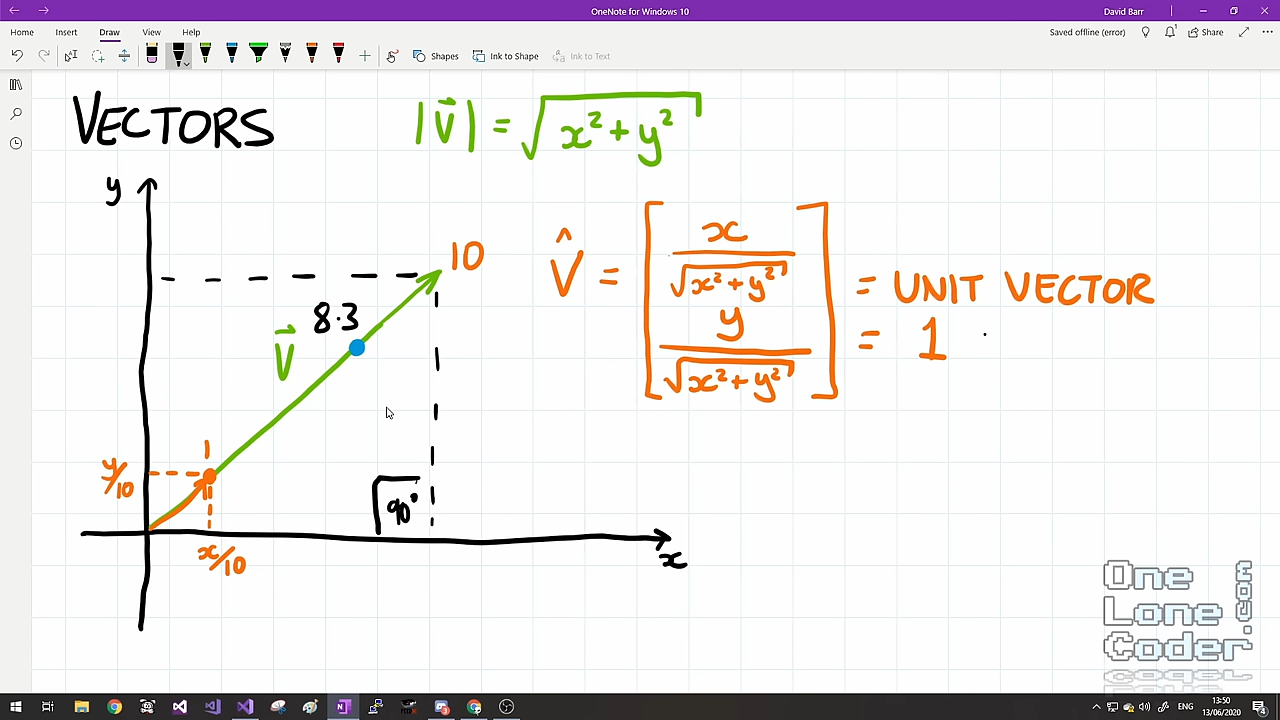 OneNote for Windows 10
David Barr
Home Insert Draw View Help
Saved offline (error)
Share
Shapes
Ink to Shape
Ink to Text
VECTORS
|V⃗| = √(x² + y²)
y
10
V̂ = [ x / √(x² + y²) ] = UNIT VECTOR
[ y / √(x² + y²) ] = 1
8·3
V⃗
1
y/10
90°
x/10
x
One
Lone
Coder
.com
13:50
13/06/2020